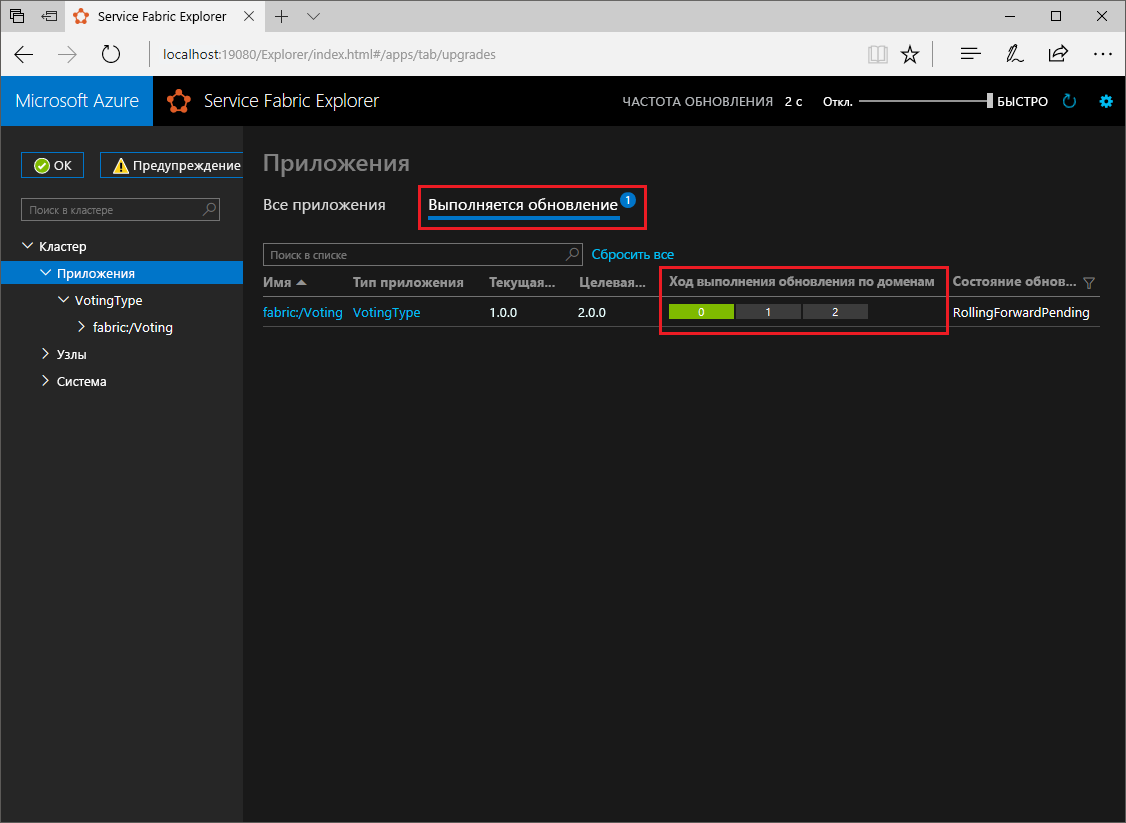 Service Fabric Explorer
localhost:19080/Explorer/index.html#/apps/tab/upgrades
Microsoft Azure Service Fabric Explorer ЧАСТОТА ОБНОВЛЕНИЯ 2 с Откл. БЫСТРО
ОК Предупреждение
Поиск в кластере
Кластер
Приложения
VotingType
fabric:/Voting
Узлы
Система
Приложения
Все приложения Выполняется обновление 1
Поиск в списке Сбросить все
Имя Тип приложения Текущая... Целевая... Ход выполнения обновления по доменам Состояние обнов...
fabric:/Voting VotingType 1.0.0 2.0.0 0 1 2 RollingForwardPending